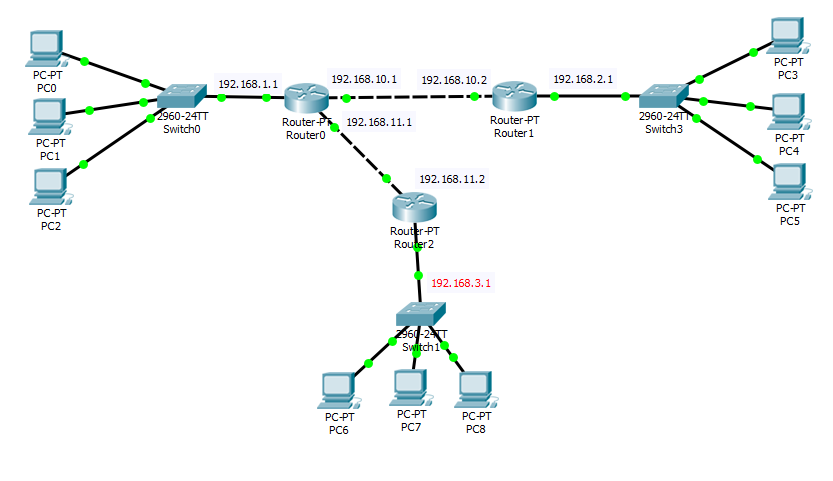 PC-PT
PC0
PC-PT
PC1
PC-PT
PC2
2960-24TT
Switch0
192.168.1.1
Router-PT
Router0
192.168.10.1
192.168.11.1
192.168.10.2
Router-PT
Router1
192.168.2.1
2960-24TT
Switch3
PC-PT
PC3
PC-PT
PC4
PC-PT
PC5
192.168.11.2
Router-PT
Router2
192.168.3.1
2960-24TT
Switch1
PC-PT
PC6
PC-PT
PC7
PC-PT
PC8